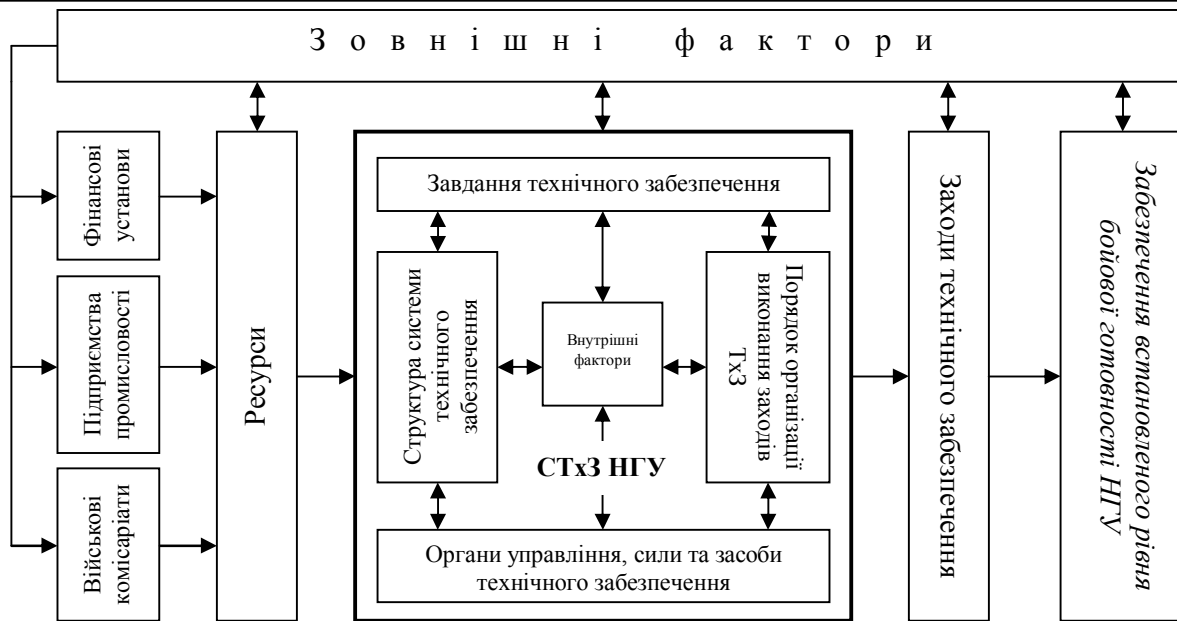 Зовнішні фактори
Фінансові
установи
Підприємства
промисловості
Військові
комісаріати
Ресурси
Завдання технічного забезпечення
Структура системи
технічного
забезпечення
Внутрішні
фактори
Порядок організації
виконання заходів
ТхЗ
СТхЗ НГУ
Органи управління, сили та засоби
технічного забезпечення
Заходи технічного забезпечення
Забезпечення встановленого рівня
бойової готовності НГУ